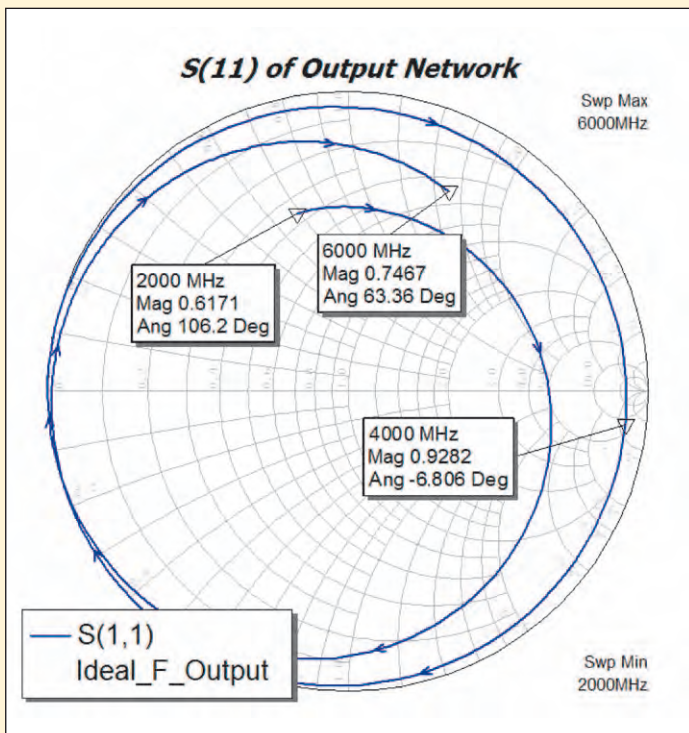 S(11) of Output Network
Swp Max
6000MHz
2000 MHz
Mag 0.6171
Ang 106.2 Deg
6000 MHz
Mag 0.7467
Ang 63.36 Deg
4000 MHz
Mag 0.9282
Ang -6.806 Deg
S(1,1)
Ideal_F_Output
Swp Min
2000MHz